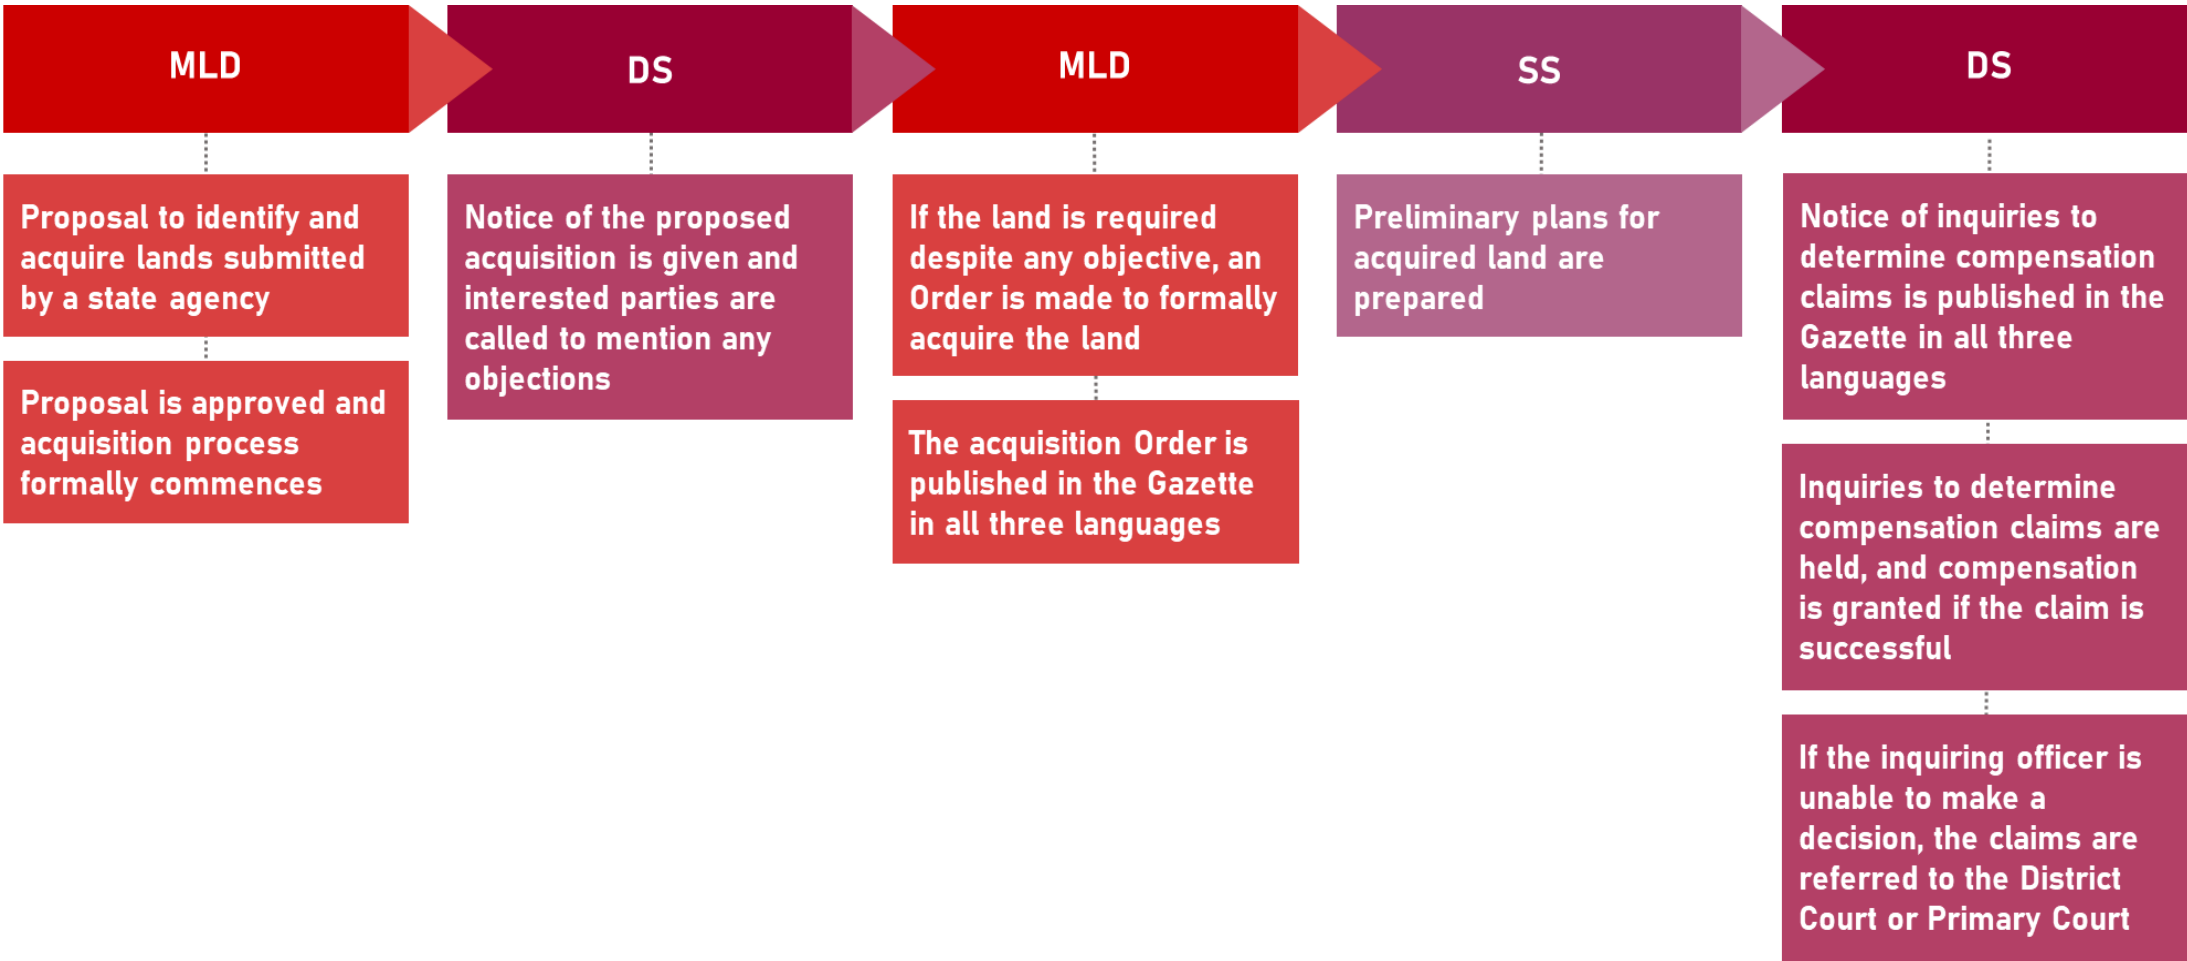 MLD
Proposal to identify and
acquire lands submitted
by a state agency
Proposal is approved and
acquisition process
formally commences
DS
Notice of the proposed
acquisition is given and
interested parties are
called to mention any
objections
MLD
If the land is required
despite any objective, an
Order is made to formally
acquire the land
The acquisition Order is
published in the Gazette
in all three languages
SS
Preliminary plans for
acquired land are
prepared
DS
Notice of inquiries to
determine compensation
claims is published in the
Gazette in all three
languages
Inquiries to determine
compensation claims are
held, and compensation
is granted if the claim is
successful
If the inquiring officer is
unable to make a
decision, the claims are
referred to the District
Court or Primary Court